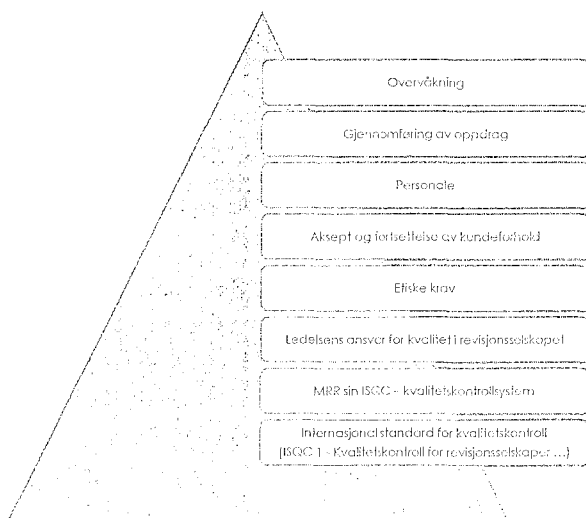 Overvåkning
Gjennomføring av oppdrag
Personale
Aksept og fortsettelse av kundeforhold
Etiske krav
Ledelsens ansvar for kvalitet i revisjonsselskapet
MRR sin ISQC - kvalitetskontrollsystem
Internasjonal standard for kvalitetskontroll
(ISQC 1 - Kvalitetskontroll for revisjonsselskaper ...)